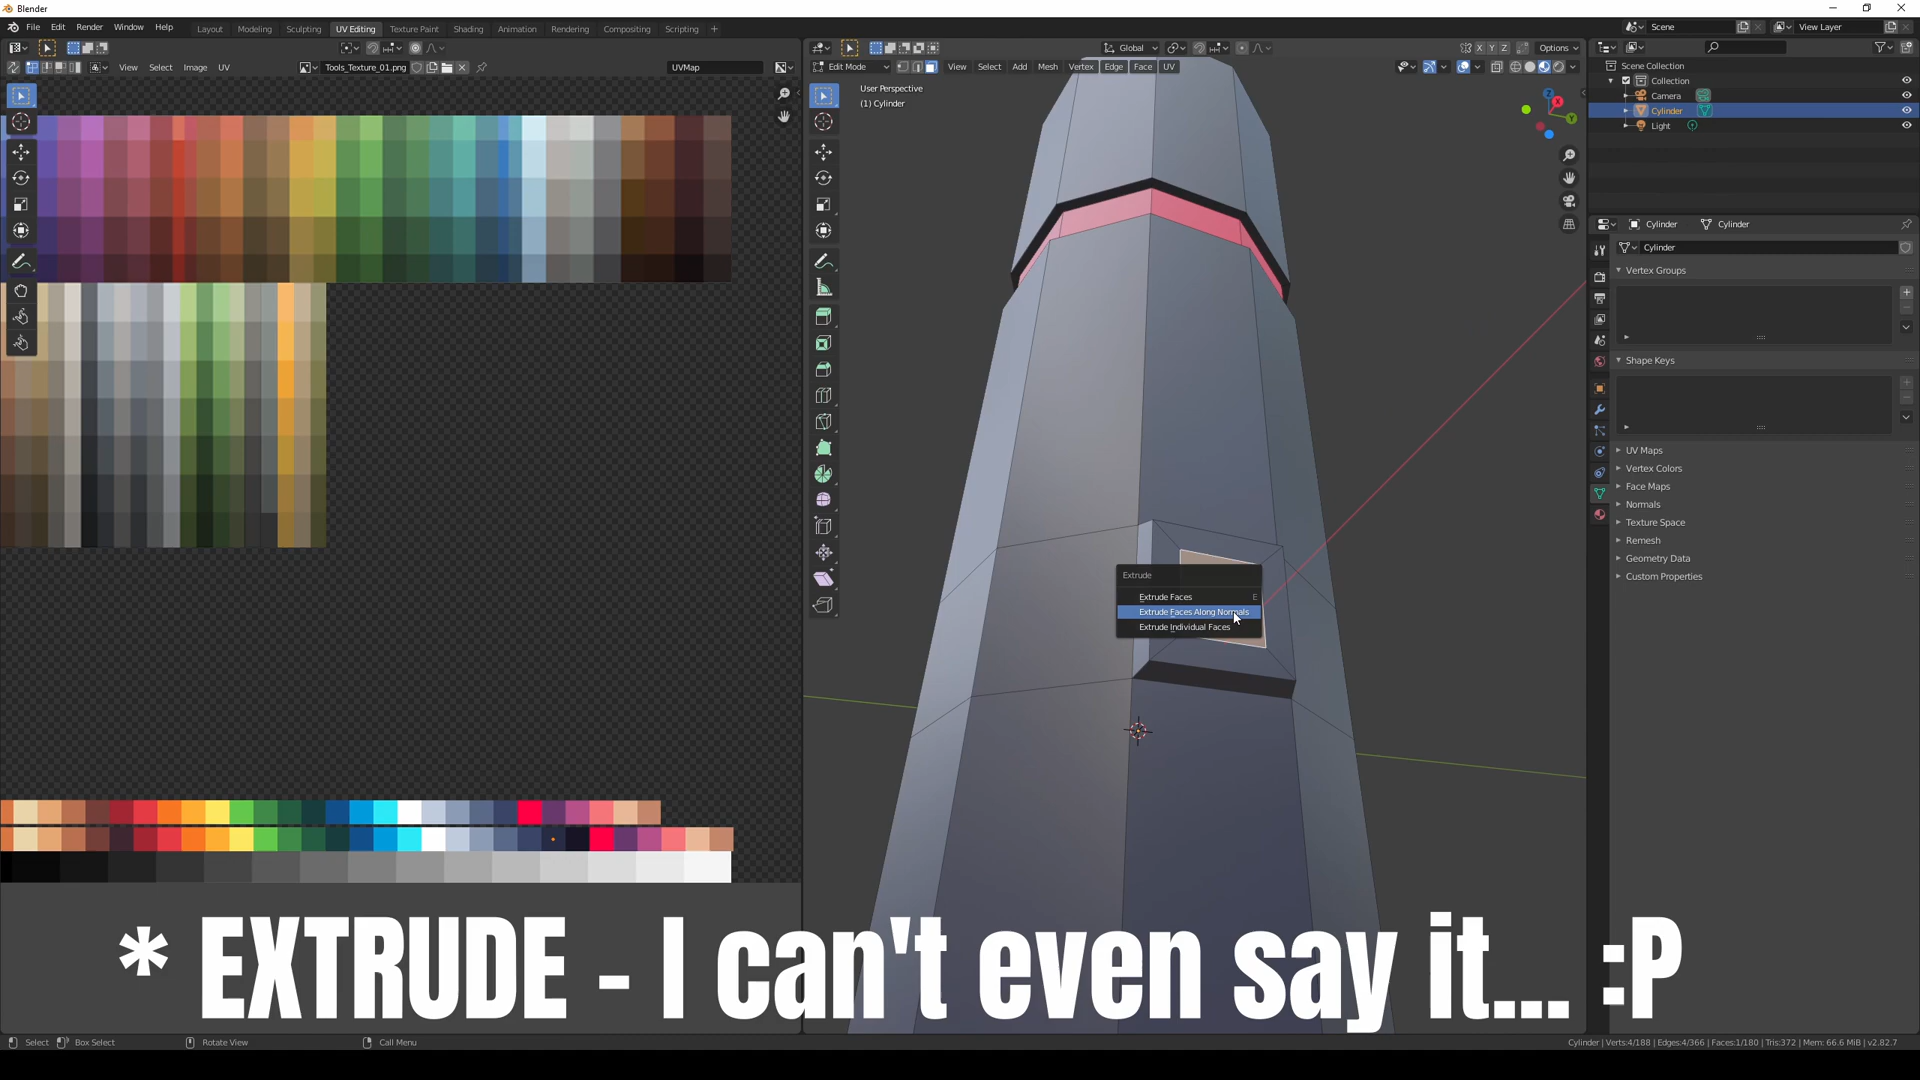 Blender
File Edit Render Window Help
Layout Modeling Sculpting UV Editing Texture Paint Shading Animation Rendering Compositing Scripting +
Scene
View Layer
Global
X Y Z
Options
View Select Image UV
Tools_Texture_01.png
UVMap
Edit Mode
View Select Add Mesh Vertex Edge Face UV
User Perspective
(1) Cylinder
Scene Collection
Collection
Camera
Cylinder
Light
Cylinder Cylinder
Cylinder
Vertex Groups
Shape Keys
UV Maps
Vertex Colors
Face Maps
Normals
Texture Space
Remesh
Geometry Data
Custom Properties
Extrude
Extrude Faces E
Extrude Faces Along Normals
Extrude Individual Faces
* EXTRUDE - I can't even say it... :P
Select Box Select Rotate View Call Menu
Cylinder | Verts:4/188 | Edges:4/366 | Faces:1/180 | Tris:372 | Mem: 66.6 MiB | v2.82.7